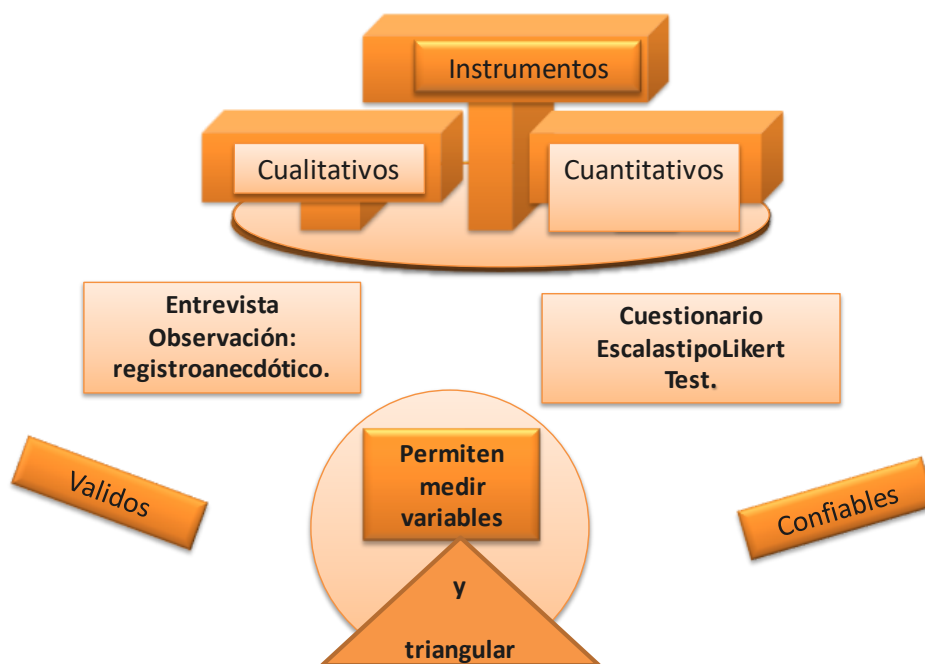 Instrumentos
Cualitativos
Cuantitativos
Entrevista
Observación:
registroanecdótico.
Cuestionario
EscalastipoLikert
Test.
Permiten
medir
variables
Validos
Confiables
y
triangular